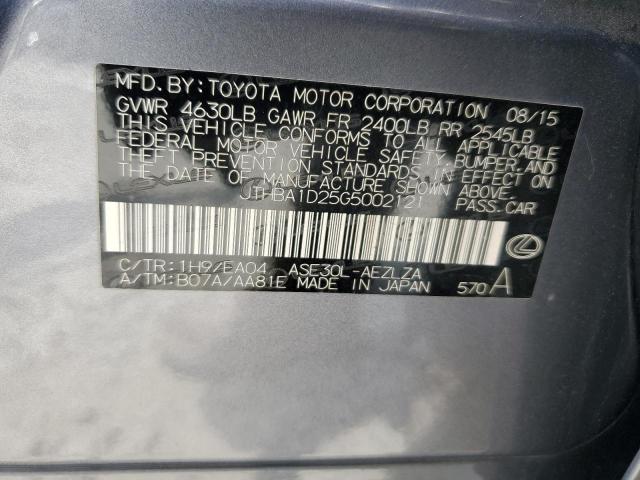 MFD. BY: TOYOTA MOTOR CORPORATION 08/15
GVWR 4630LB GAWR FR 2400LB RR 2545LB
THIS VEHICLE CONFORMS TO ALL APPLICABLE
FEDERAL MOTOR VEHICLE SAFETY, BUMPER, AND
THEFT PREVENTION STANDARDS IN EFFECT ON
THE DATE OF MANUFACTURE SHOWN ABOVE.
JTHBA1D25G5002121 PASS.CAR
C/TR: 1H9/EA04 ASE30L-AEZLZA
A/TM: B07A/AA81E MADE IN JAPAN 570 A